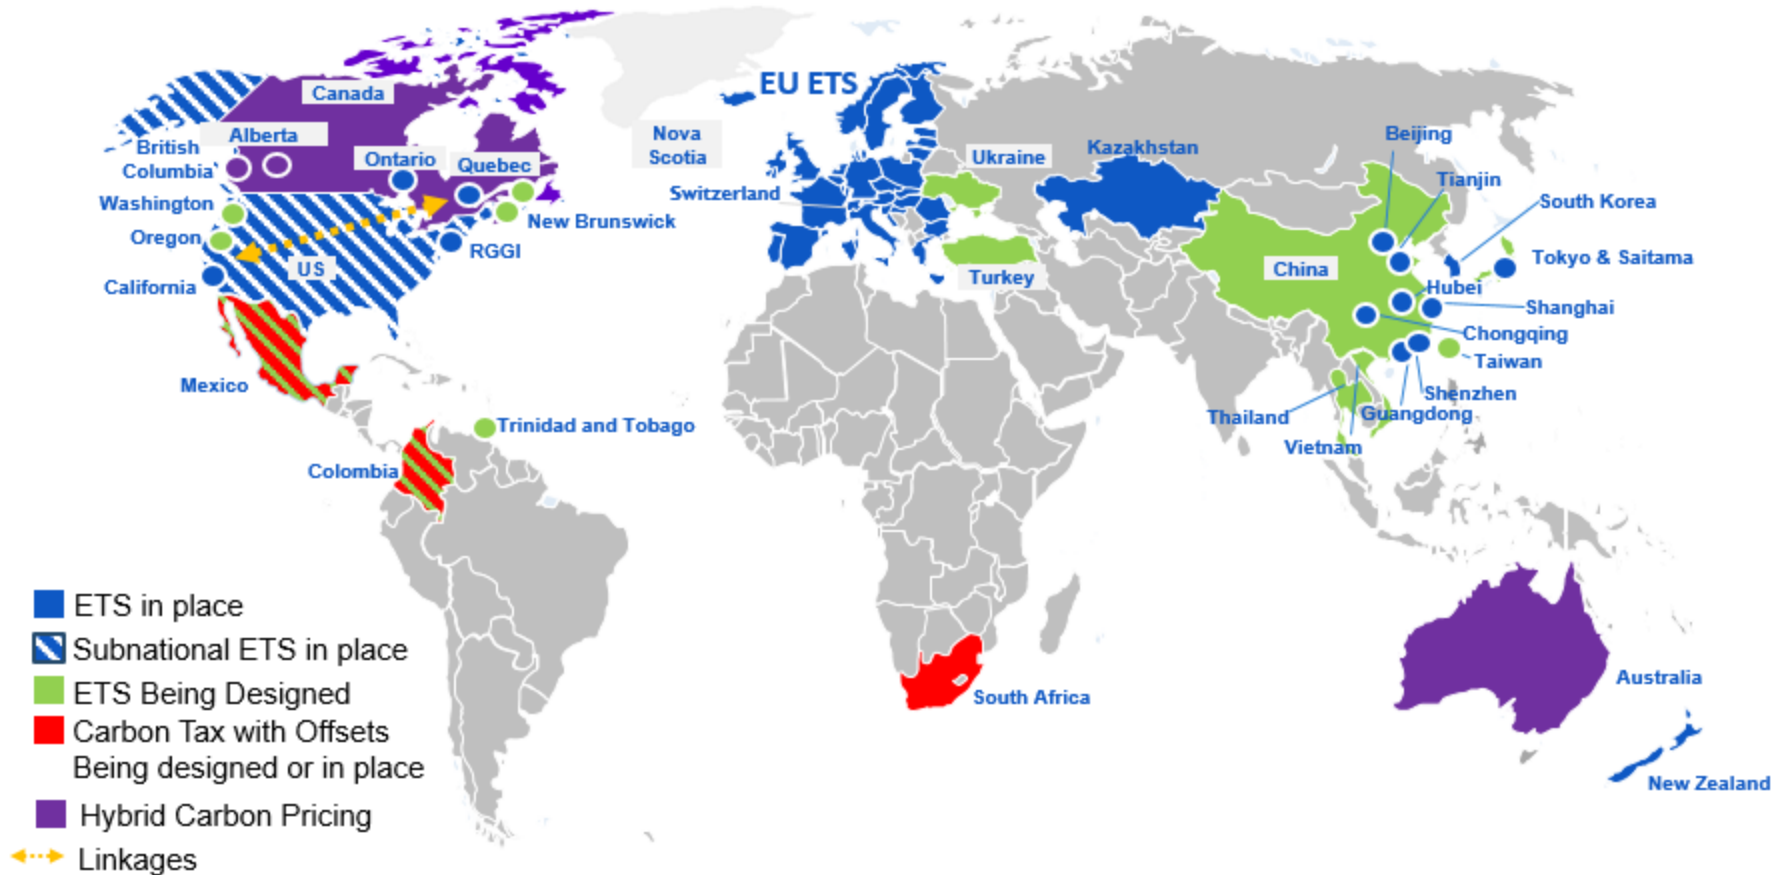 Canada
Alberta
British
Columbia
Ontario
Quebec
Washington
Oregon
California
US
RGGI
New Brunswick
Nova
Scotia
Mexico
Trinidad and Tobago
Colombia
EU ETS
Switzerland
Ukraine
Turkey
Kazakhstan
Beijing
Tianjin
South Korea
Tokyo & Saitama
China
Hubei
Shanghai
Chongqing
Taiwan
Shenzhen
Guangdong
Thailand
Vietnam
South Africa
Australia
New Zealand
ETS in place
Subnational ETS in place
ETS Being Designed
Carbon Tax with Offsets
Being designed or in place
Hybrid Carbon Pricing
Linkages